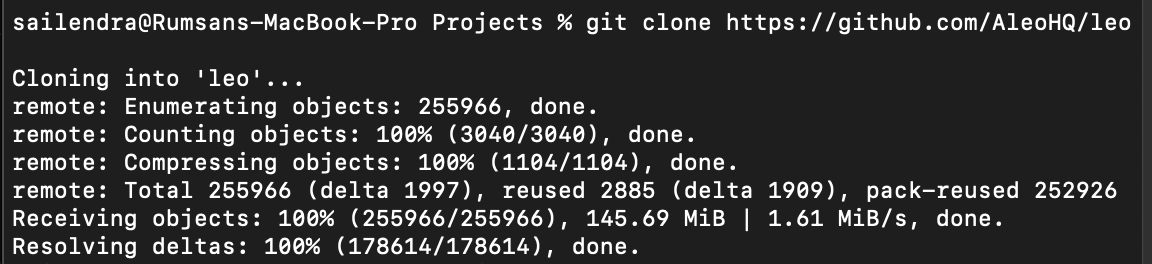 sailendra@Rumsans-MacBook-Pro Projects % git clone https://github.com/AleoHQ/leo
Cloning into 'leo'...
remote: Enumerating objects: 255966, done.
remote: Counting objects: 100% (3040/3040), done.
remote: Compressing objects: 100% (1104/1104), done.
remote: Total 255966 (delta 1997), reused 2885 (delta 1909), pack-reused 252926
Receiving objects: 100% (255966/255966), 145.69 MiB | 1.61 MiB/s, done.
Resolving deltas: 100% (178614/178614), done.